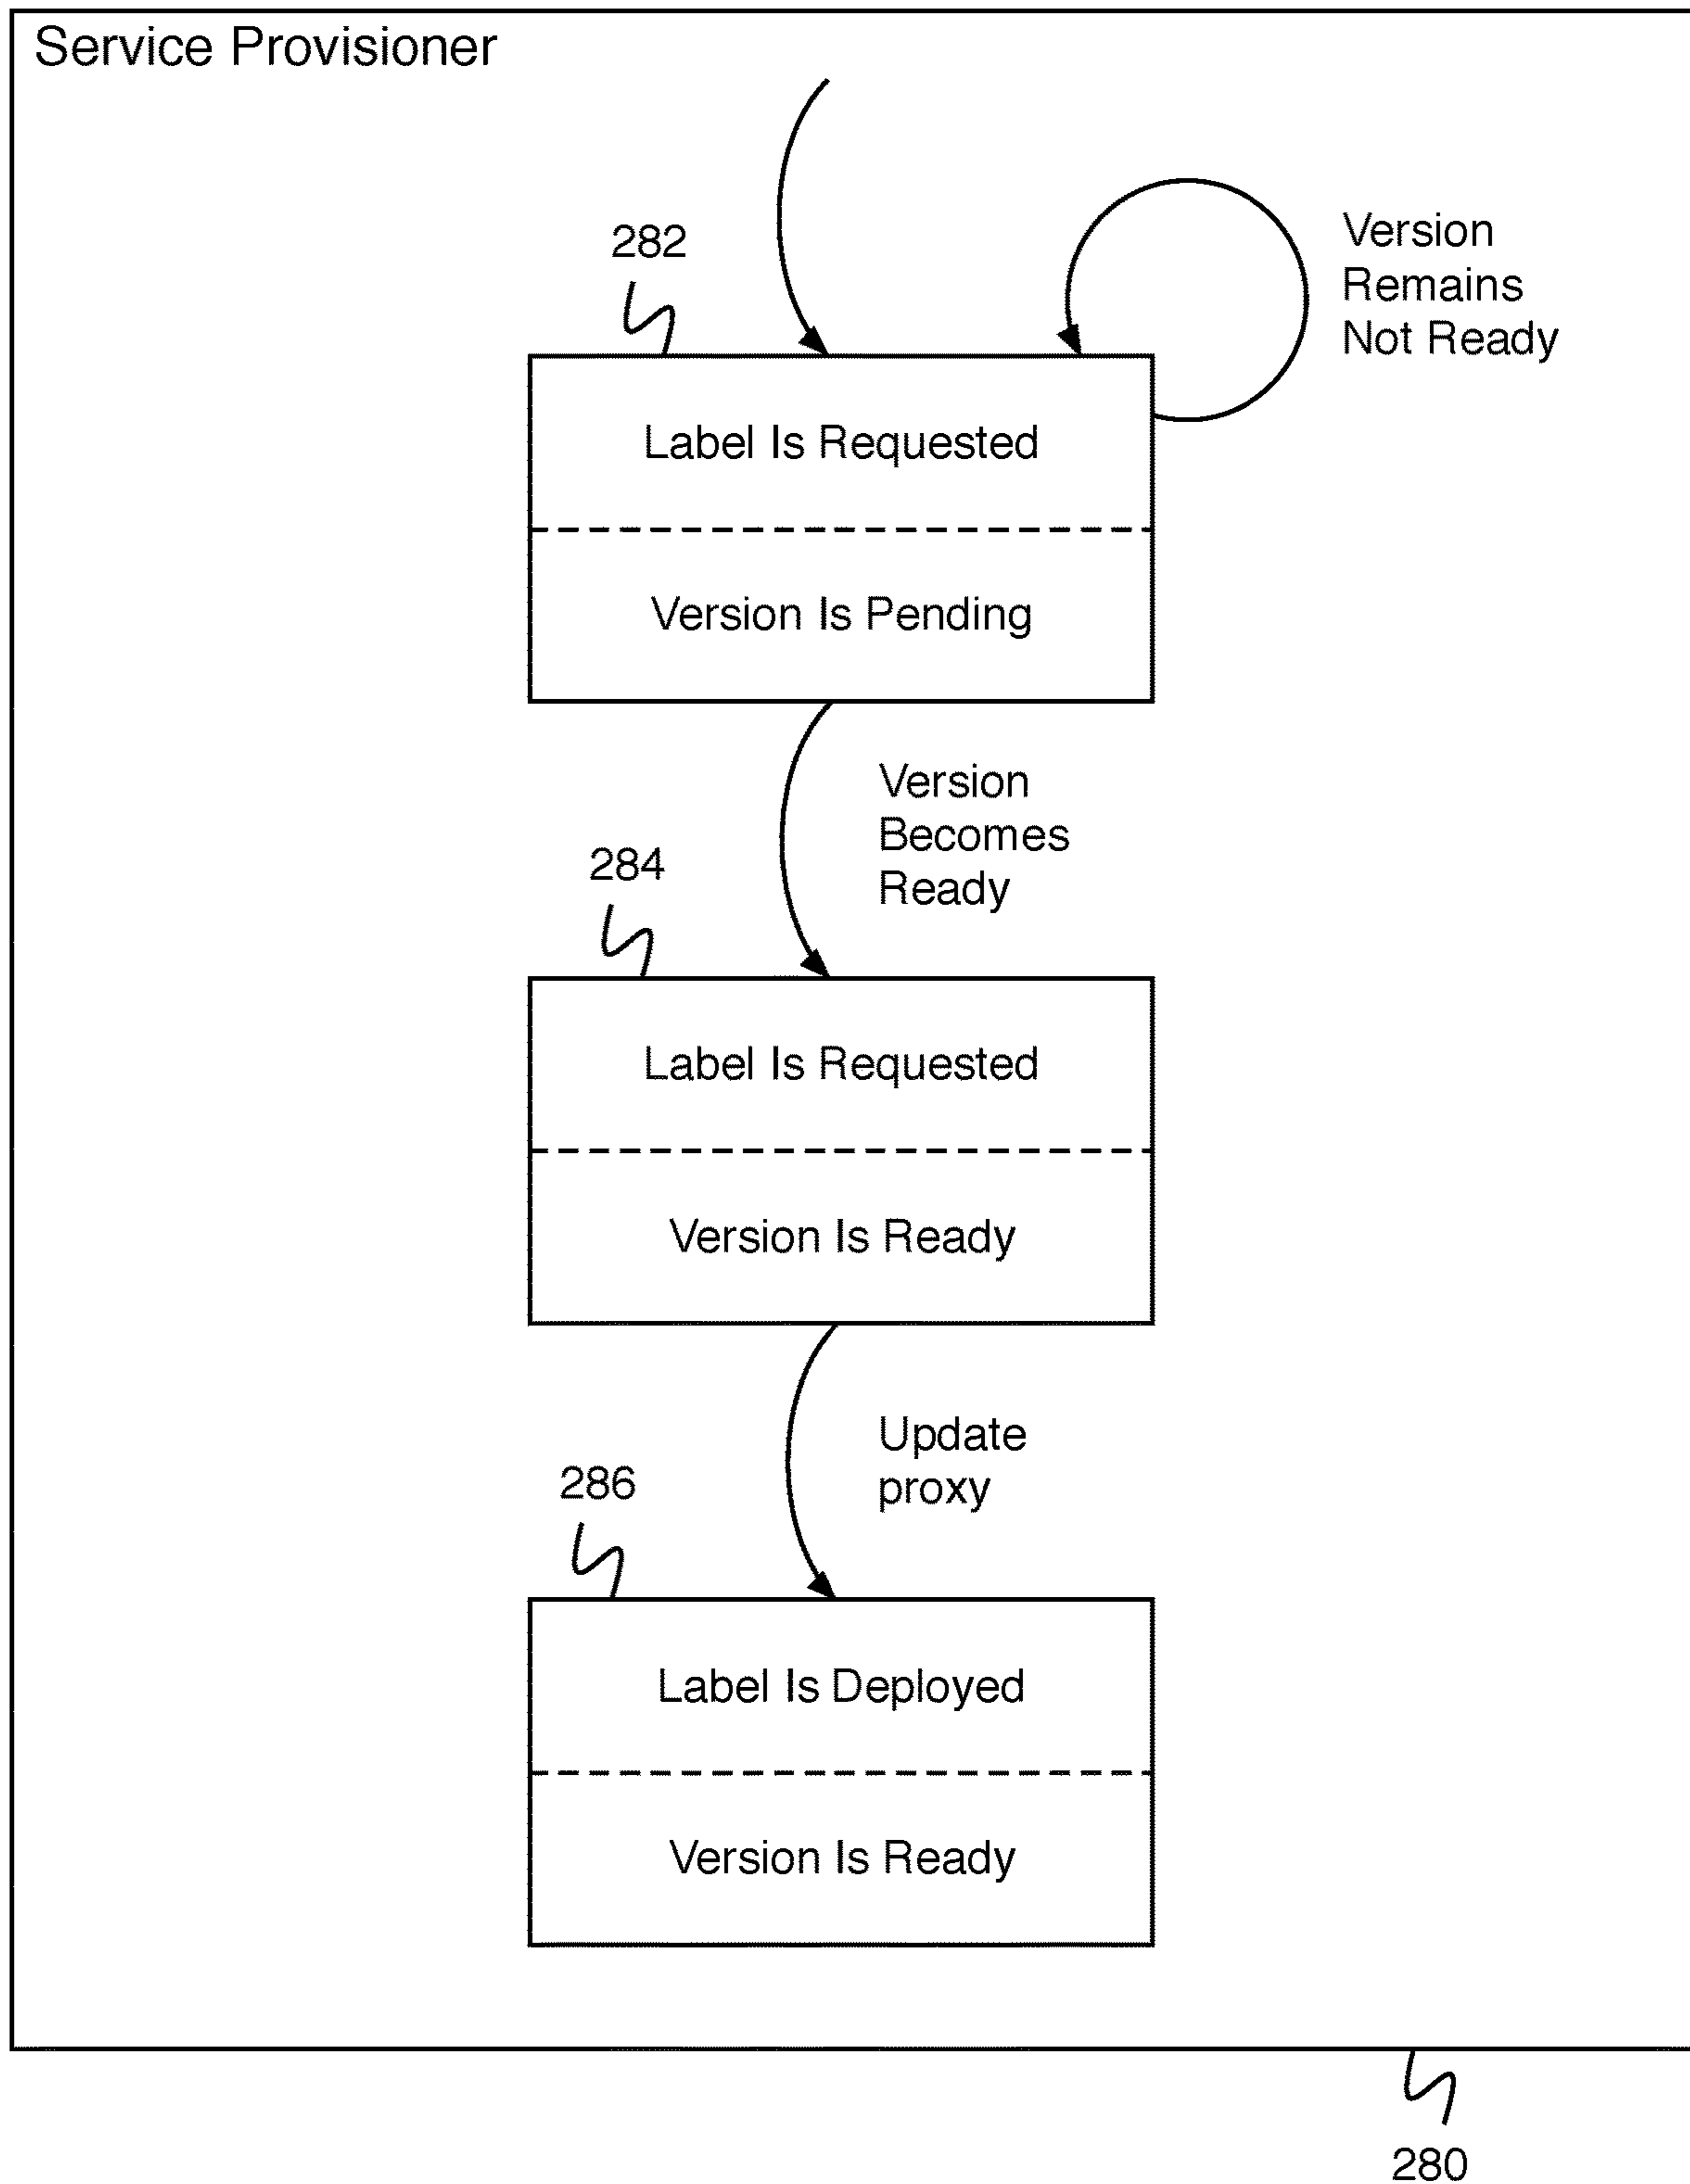 Service Provisioner
282
Version
Remains
Not Ready
Label Is Requested
Version Is Pending
Version
Becomes
Ready
284
Label Is Requested
Version Is Ready
Update
proxy
286
Label Is Deployed
Version Is Ready
280